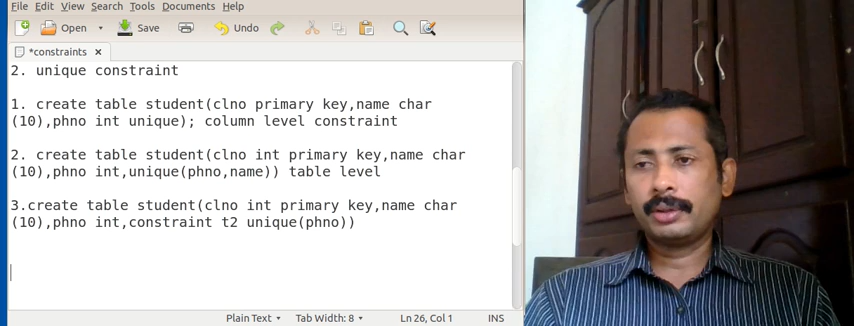 File Edit View Search Tools Documents Help
Open Save Undo
*constraints ×
2. unique constraint
1. create table student(clno primary key,name char
(10),phno int unique); column level constraint
2. create table student(clno int primary key,name char
(10),phno int,unique(phno,name)) table level
3.create table student(clno int primary key,name char
(10),phno int,constraint t2 unique(phno))
Plain Text Tab Width: 8 Ln 26, Col 1 INS